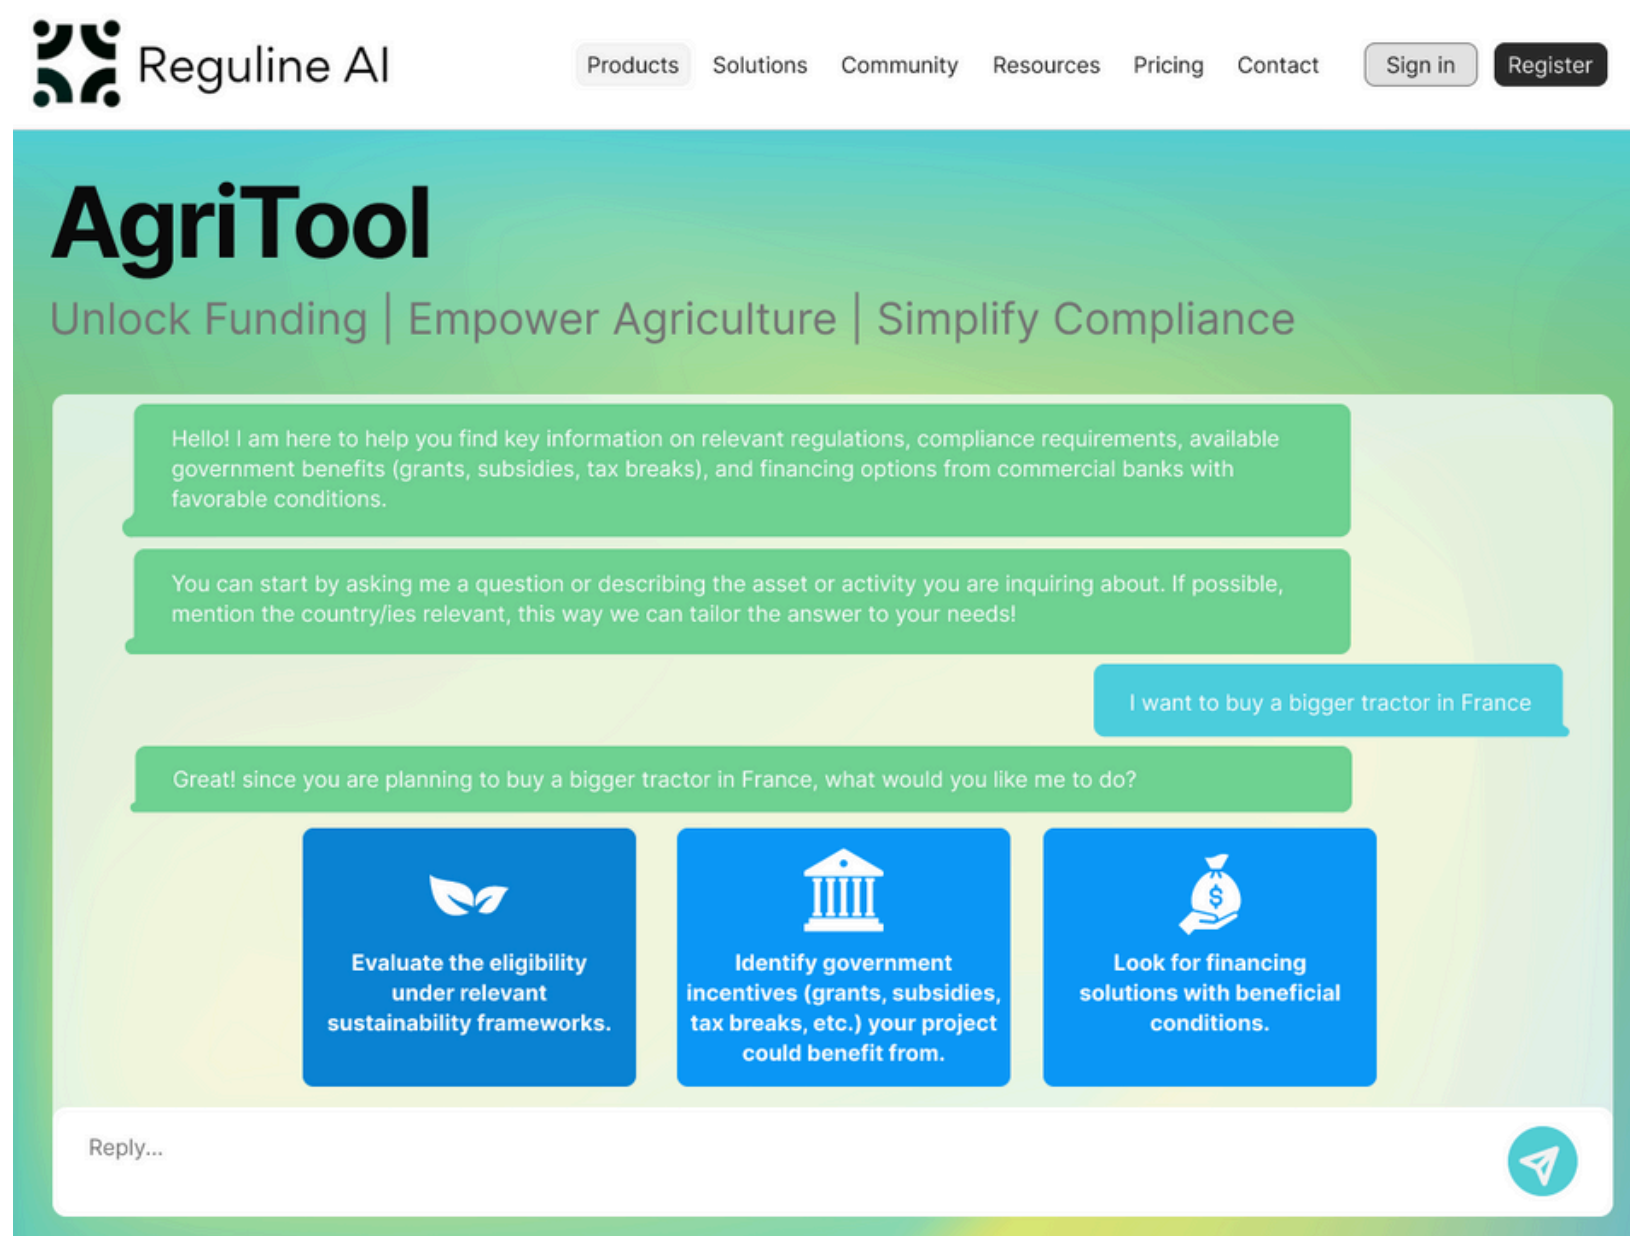 Reguline AI
Products Solutions Community Resources Pricing Contact Sign in Register
AgriTool
Unlock Funding | Empower Agriculture | Simplify Compliance
Hello! I am here to help you find key information on relevant regulations, compliance requirements, available
government benefits (grants, subsidies, tax breaks), and financing options from commercial banks with
favorable conditions.
You can start by asking me a question or describing the asset or activity you are inquiring about. If possible,
mention the country/ies relevant, this way we can tailor the answer to your needs!
I want to buy a bigger tractor in France
Great! since you are planning to buy a bigger tractor in France, what would you like me to do?
Evaluate the eligibility
under relevant
sustainability frameworks.
Identify government
incentives (grants, subsidies,
tax breaks, etc.) your project
could benefit from.
$
Look for financing
solutions with beneficial
conditions.
Reply...